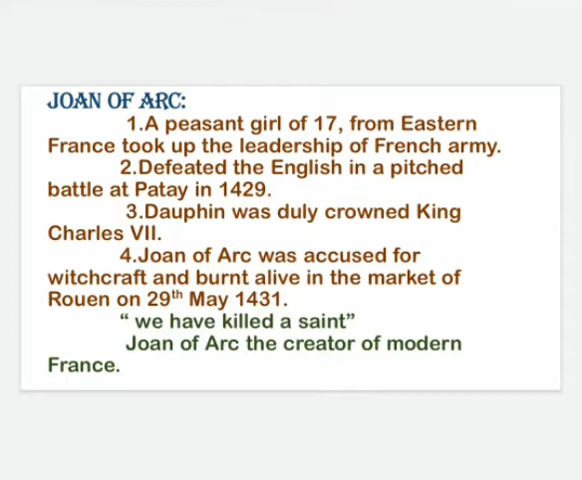 JOAN OF ARC:
1.A peasant girl of 17, from Eastern
France took up the leadership of French army.
2.Defeated the English in a pitched
battle at Patay in 1429.
3.Dauphin was duly crowned King
Charles VII.
4.Joan of Arc was accused for
witchcraft and burnt alive in the market of
Rouen on 29th May 1431.
“ we have killed a saint”
Joan of Arc the creator of modern
France.